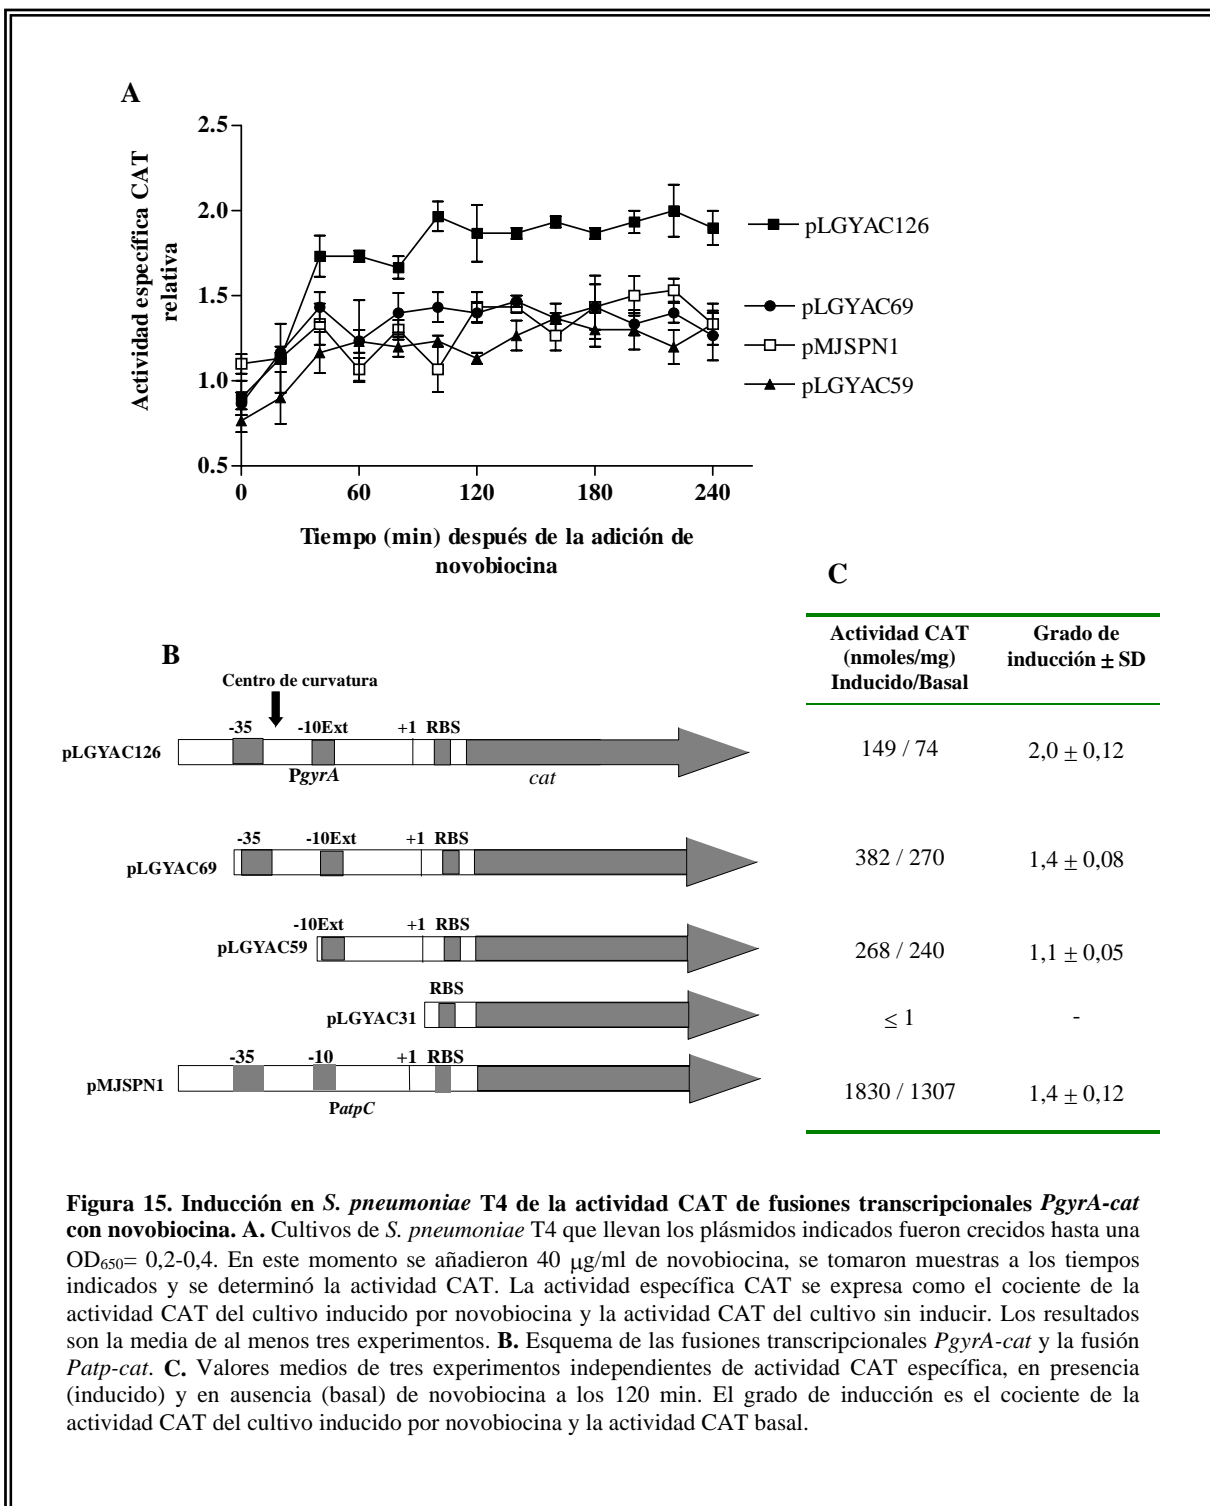 A
2.5
2.0
1.5
1.0
0.5
Actividad específica CAT
relativa
0 60 120 180 240
Tiempo (min) después de la adición de
novobiocina
pLGYAC126
pLGYAC69
pMJSPN1
pLGYAC59
C
Actividad CAT
(nmoles/mg)
Inducido/Basal
Grado de
inducción ± SD
149 / 74 2,0 ± 0,12
382 / 270 1,4 ± 0,08
268 / 240 1,1 ± 0,05
≤ 1 -
1830 / 1307 1,4 ± 0,12
B
Centro de curvatura
-35 -10Ext +1 RBS
pLGYAC126
PgyrA cat
-35 -10Ext +1 RBS
pLGYAC69
-10Ext +1 RBS
pLGYAC59
RBS
pLGYAC31
-35 -10 +1 RBS
pMJSPN1
PatpC
Figura 15. Inducción en S. pneumoniae T4 de la actividad CAT de fusiones transcripcionales PgyrA-cat
con novobiocina. A. Cultivos de S. pneumoniae T4 que llevan los plásmidos indicados fueron crecidos hasta una
OD650= 0,2-0,4. En este momento se añadieron 40 μg/ml de novobiocina, se tomaron muestras a los tiempos
indicados y se determinó la actividad CAT. La actividad específica CAT se expresa como el cociente de la
actividad CAT del cultivo inducido por novobiocina y la actividad CAT del cultivo sin inducir. Los resultados
son la media de al menos tres experimentos. B. Esquema de las fusiones transcripcionales PgyrA-cat y la fusión
Patp-cat. C. Valores medios de tres experimentos independientes de actividad CAT específica, en presencia
(inducido) y en ausencia (basal) de novobiocina a los 120 min. El grado de inducción es el cociente de la
actividad CAT del cultivo inducido por novobiocina y la actividad CAT basal.